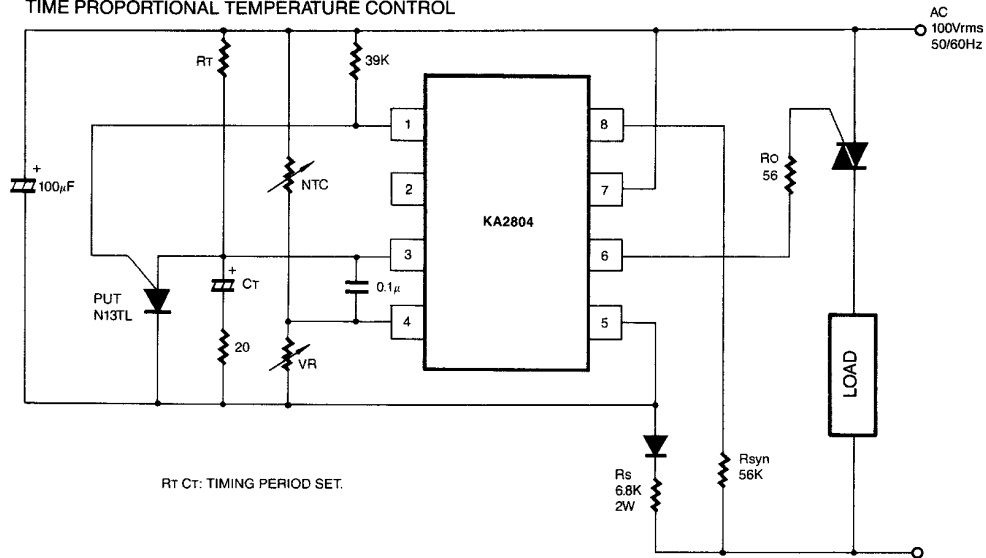 TIME PROPORTIONAL TEMPERATURE CONTROL
AC
100Vrms
50/60Hz
RT
39K
1
8
RO
56
100μF
+
NTC
2
7
KA2804
3
6
+
CT
0.1μ
PUT
N13TL
4
5
20
VR
LOAD
Rs
6.8K
2W
Rsyn
56K
RT CT: TIMING PERIOD SET.